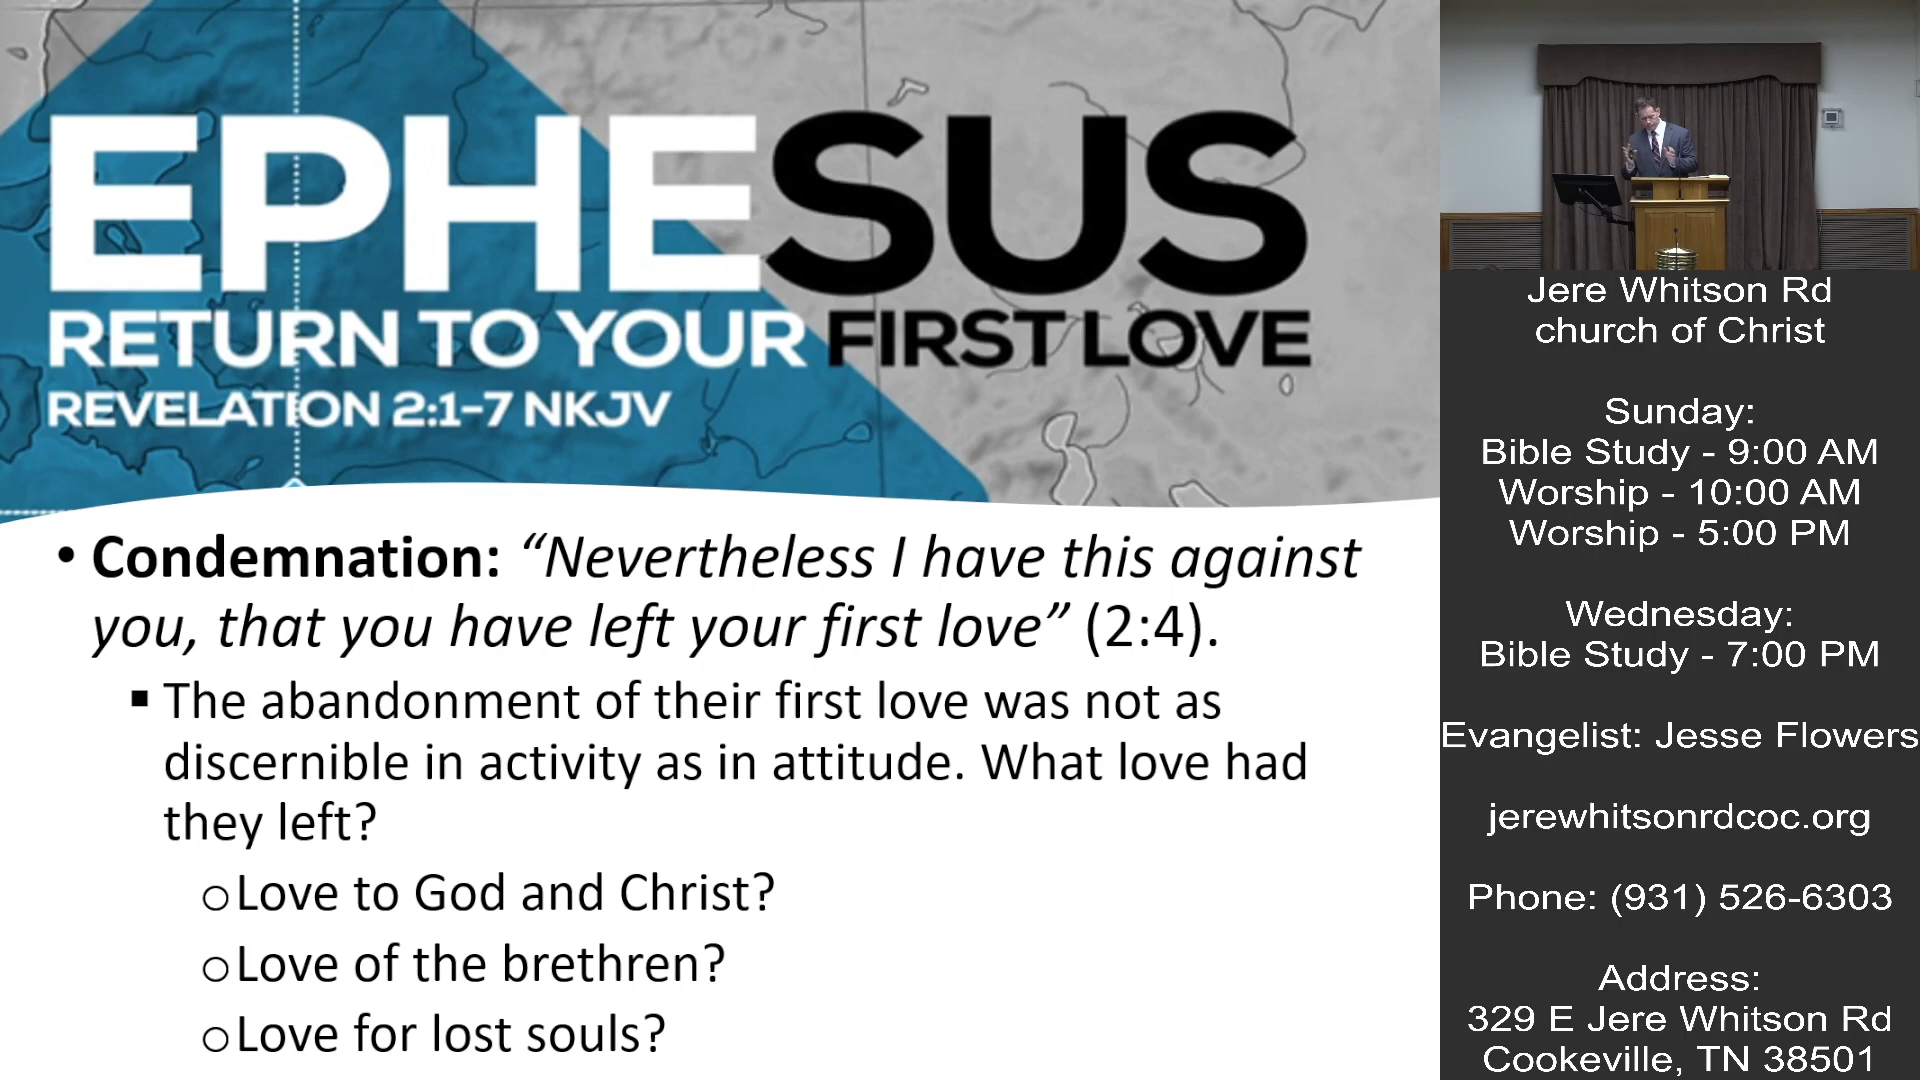 EPHESUS
RETURN TO YOUR FIRST LOVE
REVELATION 2:1-7 NKJV
• Condemnation: “Nevertheless I have this against
you, that you have left your first love” (2:4).
▪ The abandonment of their first love was not as
discernible in activity as in attitude. What love had
they left?
o Love to God and Christ?
o Love of the brethren?
o Love for lost souls?
Jere Whitson Rd
church of Christ
Sunday:
Bible Study - 9:00 AM
Worship - 10:00 AM
Worship - 5:00 PM
Wednesday:
Bible Study - 7:00 PM
Evangelist: Jesse Flowers
jerewhitsonrdcoc.org
Phone: (931) 526-6303
Address:
329 E Jere Whitson Rd
Cookeville, TN 38501